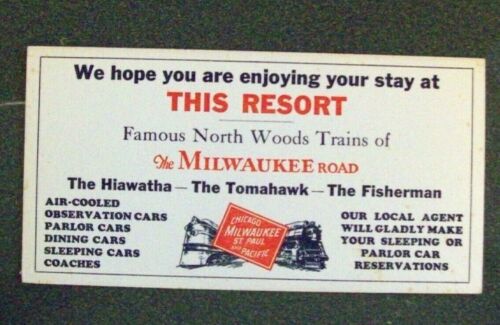 We hope you are enjoying your stay at
THIS RESORT
Famous North Woods Trains of
The MILWAUKEE ROAD
The Hiawatha — The Tomahawk — The Fisherman
AIR-COOLED
OBSERVATION CARS
PARLOR CARS
DINING CARS
SLEEPING CARS
COACHES
CHICAGO
MILWAUKEE
ST. PAUL
AND
PACIFIC
OUR LOCAL AGENT
WILL GLADLY MAKE
YOUR SLEEPING OR
PARLOR CAR
RESERVATIONS